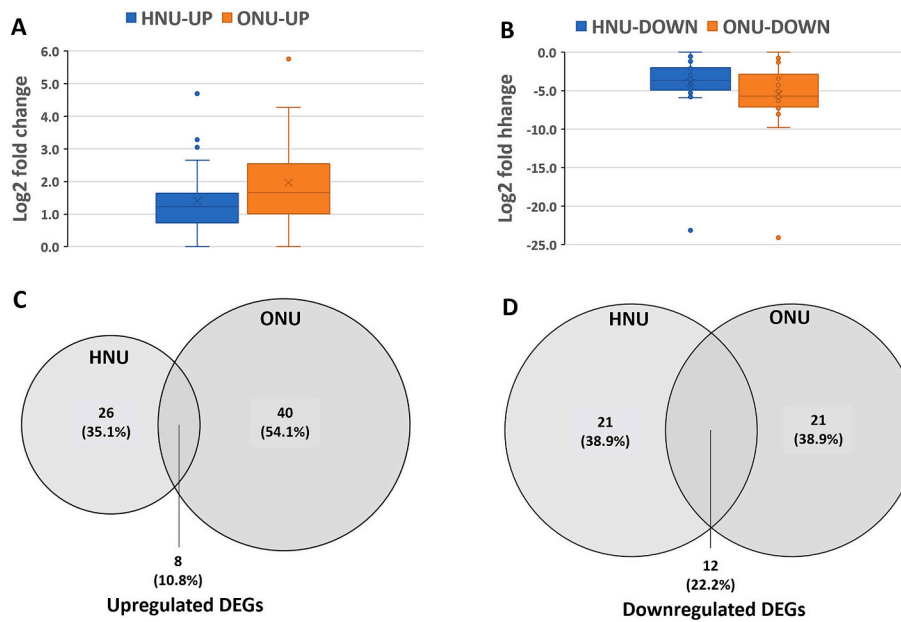 A
HNU-UP ONU-UP
Log2 fold change
6.0
5.0
4.0
3.0
2.0
1.0
0.0
B
HNU-DOWN ONU-DOWN
Log2 fold hhange
0.0
-5.0
-10.0
-15.0
-20.0
-25.0
C
HNU
ONU
26
(35.1%)
40
(54.1%)
8
(10.8%)
Upregulated DEGs
D
HNU
ONU
21
(38.9%)
21
(38.9%)
12
(22.2%)
Downregulated DEGs